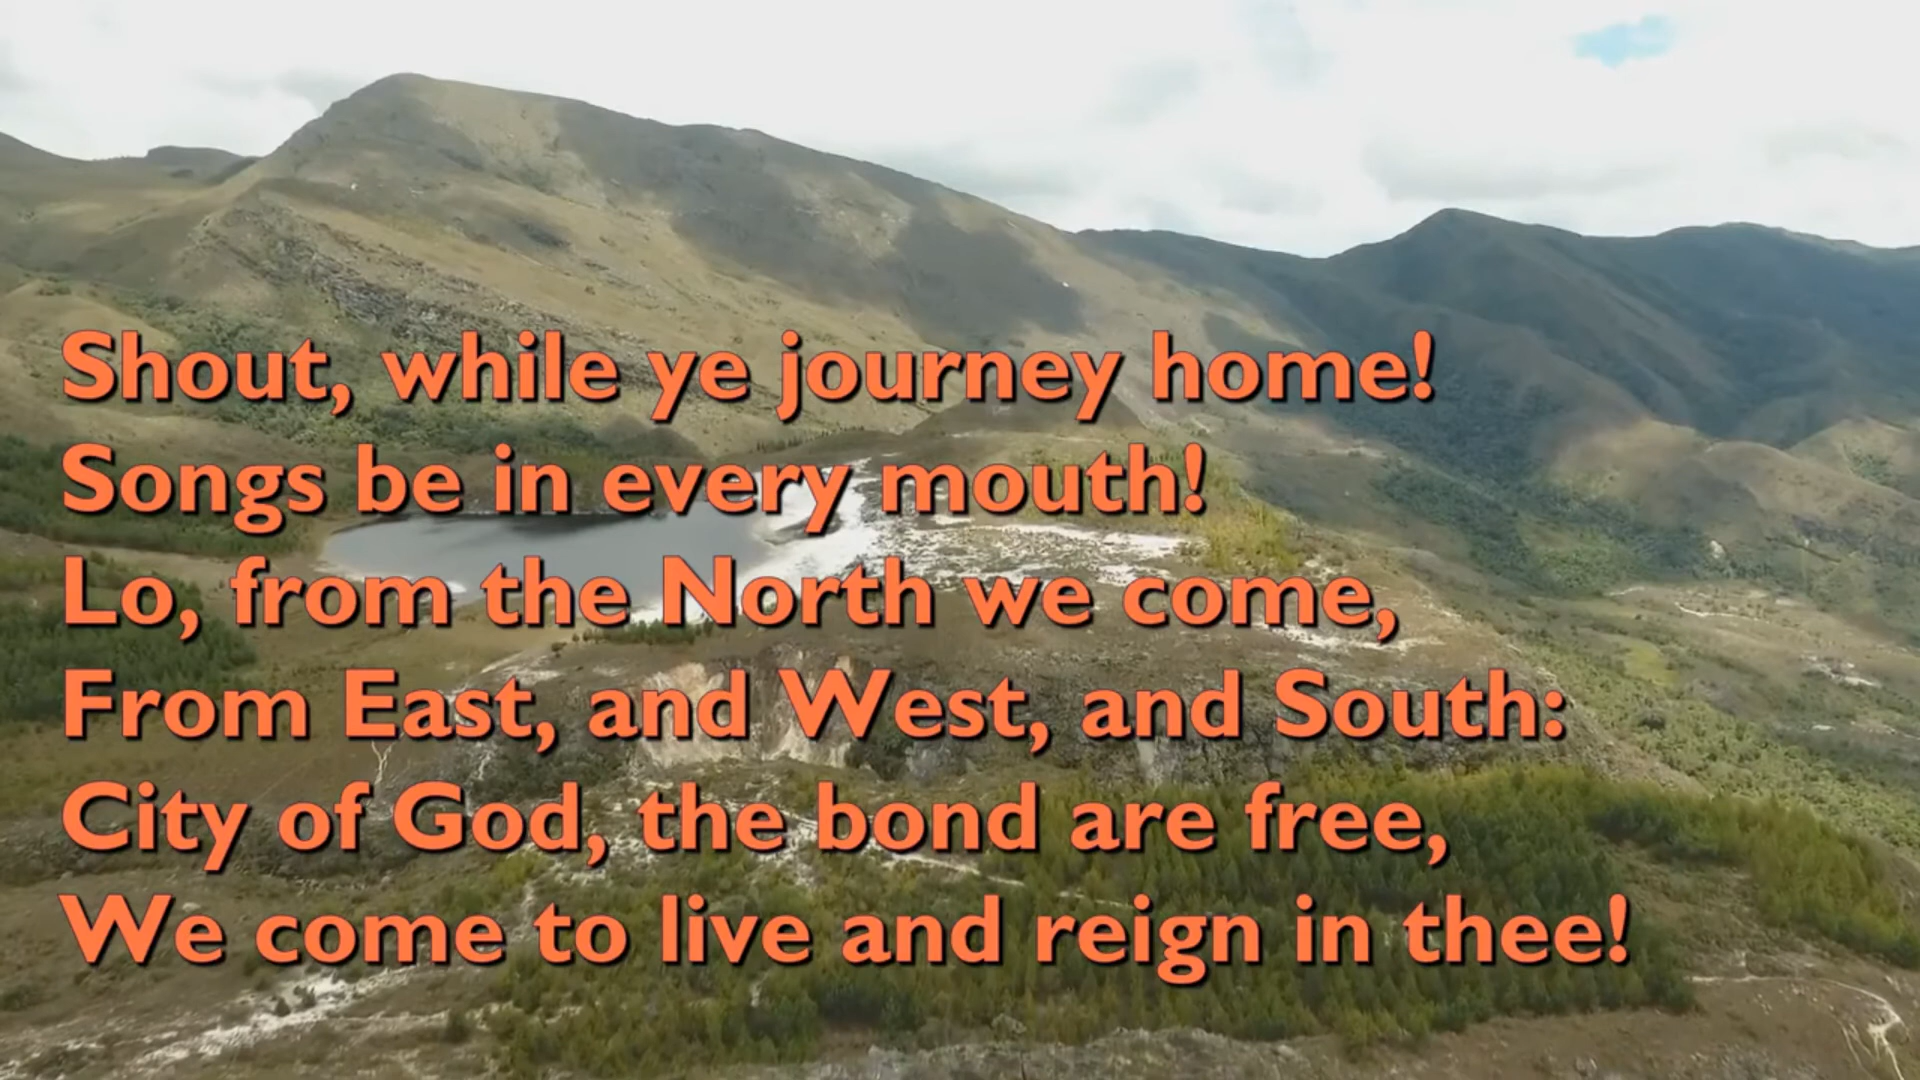 Shout, while ye journey home!
Songs be in every mouth!
Lo, from the North we come,
From East, and West, and South:
City of God, the bond are free,
We come to live and reign in thee!